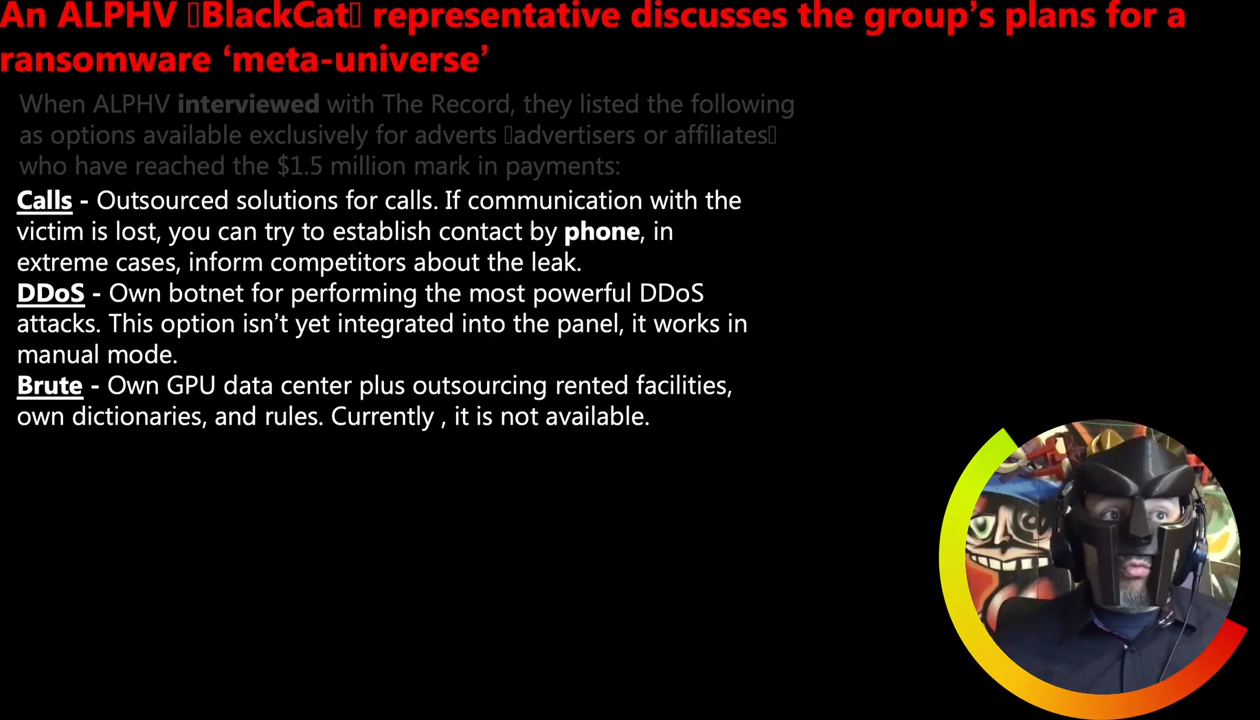 An ALPHV ▯BlackCat▯ representative discusses the group's plans for a
ransomware 'meta-universe'
When ALPHV interviewed with The Record, they listed the following
as options available exclusively for adverts ▯advertisers or affiliates▯
who have reached the $1.5 million mark in payments:
Calls - Outsourced solutions for calls. If communication with the
victim is lost, you can try to establish contact by phone, in
extreme cases, inform competitors about the leak.
DDoS - Own botnet for performing the most powerful DDoS
attacks. This option isn't yet integrated into the panel, it works in
manual mode.
Brute - Own GPU data center plus outsourcing rented facilities,
own dictionaries, and rules. Currently , it is not available.